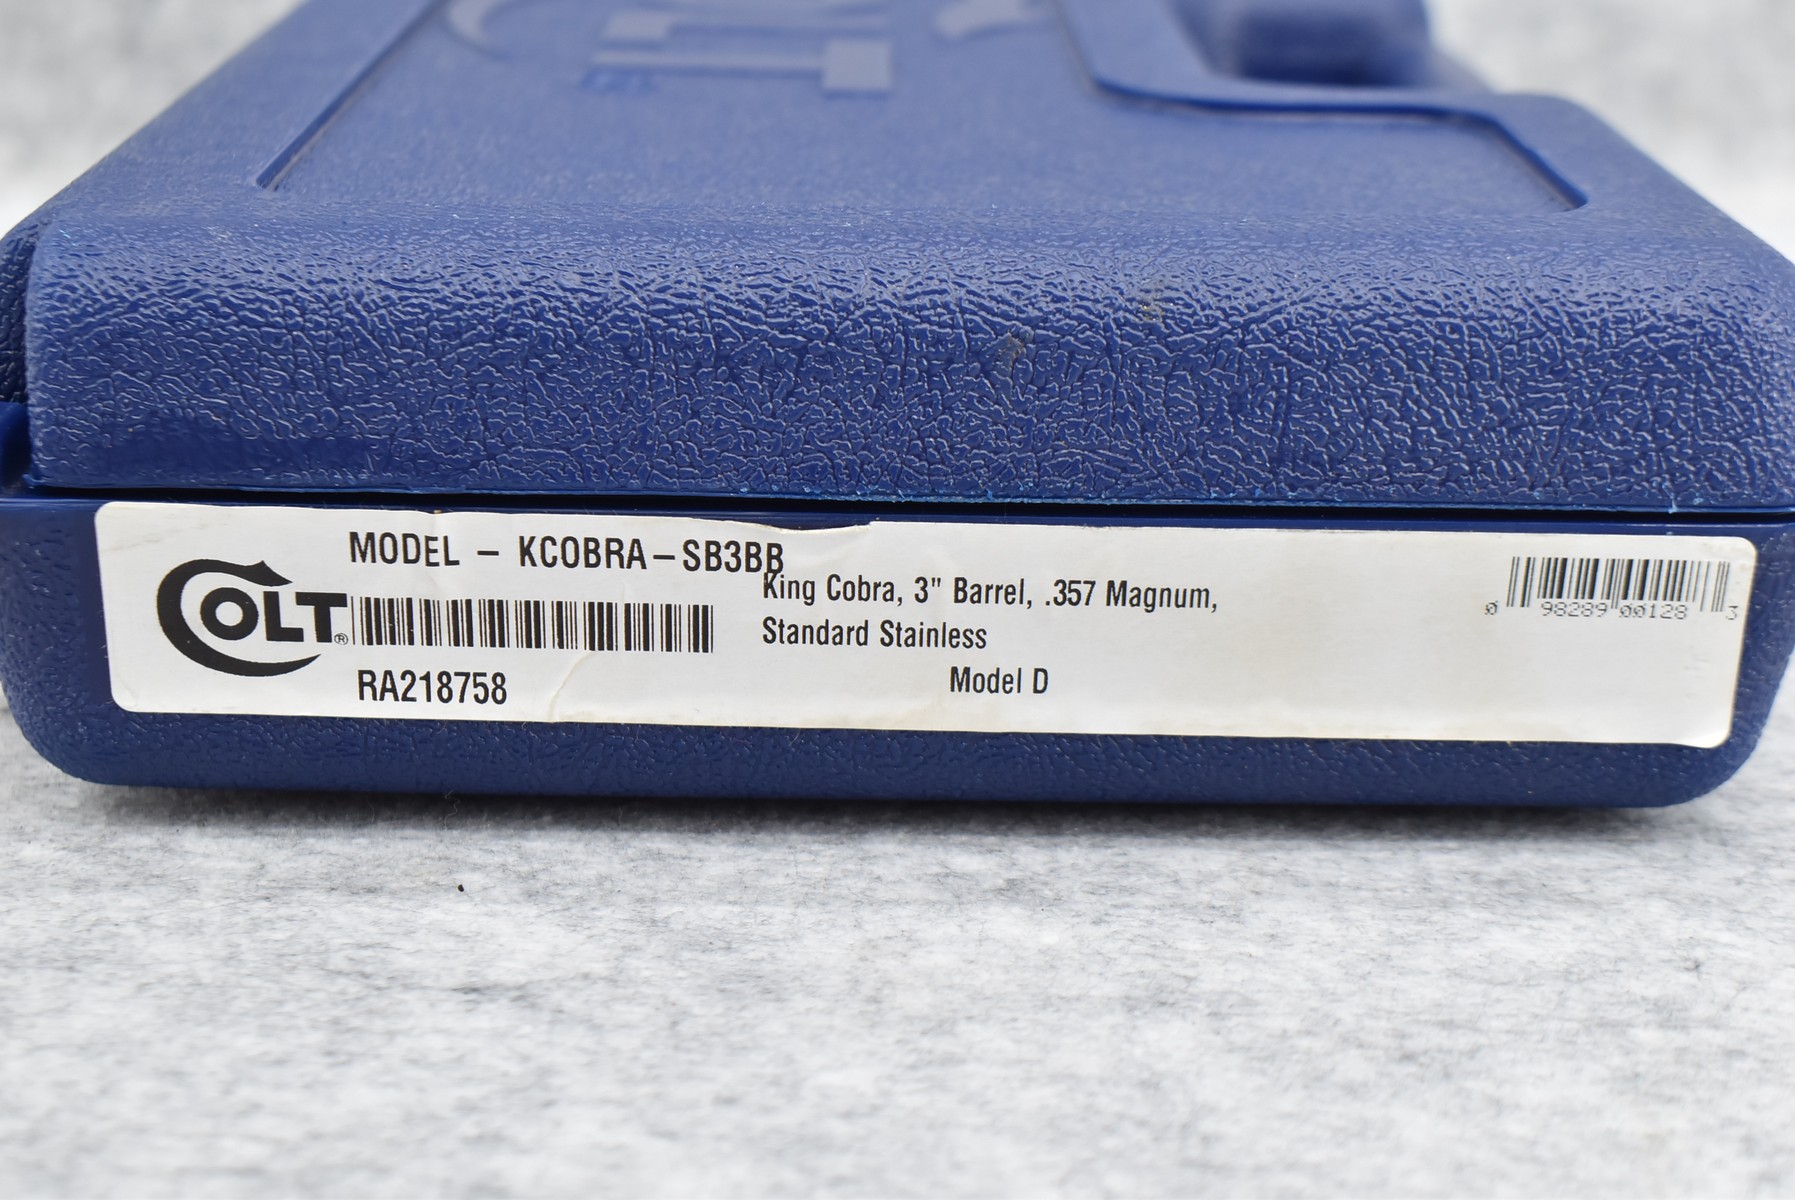 MODEL – KCOBRA–SB3BB
COLT®
King Cobra, 3" Barrel, .357 Magnum,
Standard Stainless
RA218758
Model D
0 98289 00128 3